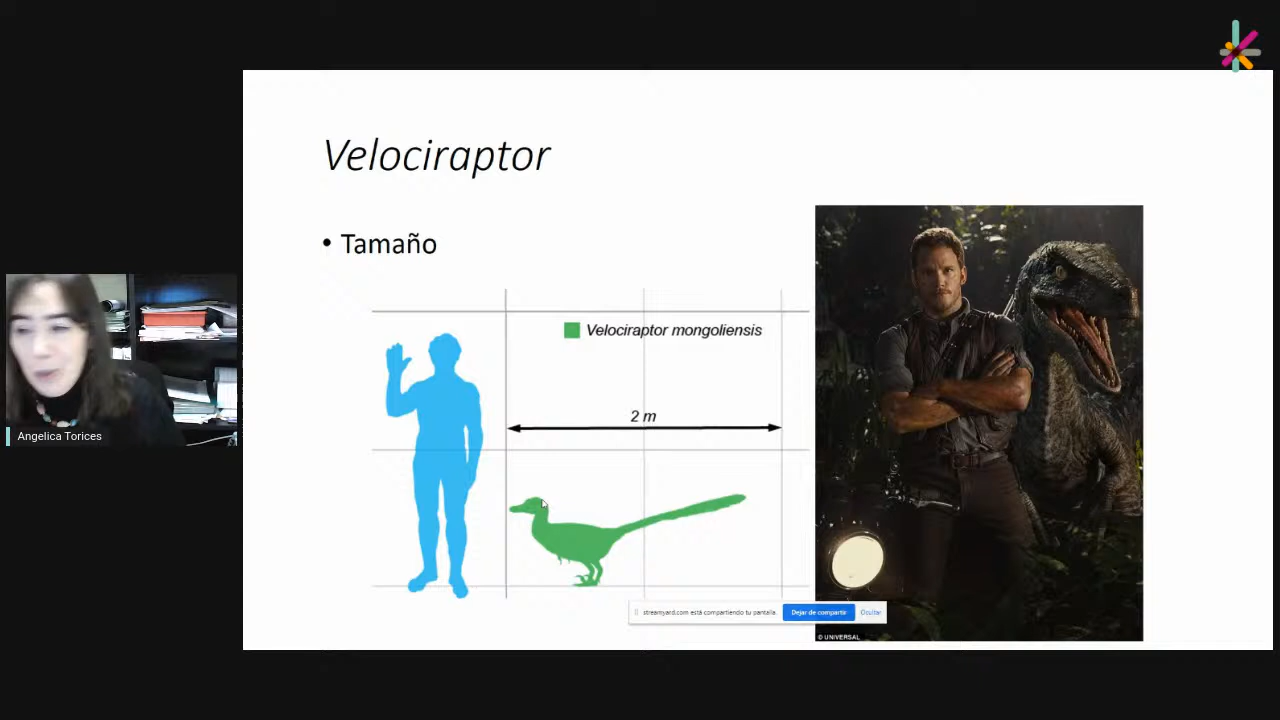 Velociraptor
• Tamaño
Velociraptor mongoliensis
2 m
Angelica Torices
streamyard.com está compartiendo tu pantalla.
Dejar de compartir
Ocultar
© UNIVERSAL